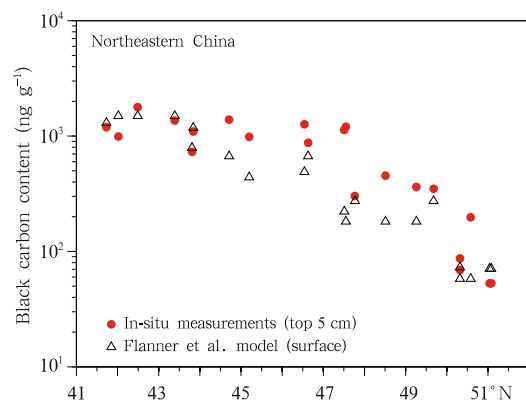 10⁴
Northeastern China
10³
10²
10¹
Black carbon content (ng g⁻¹)
In-situ measurements (top 5 cm)
Flanner et al. model (surface)
41 43 45 47 49 51°N